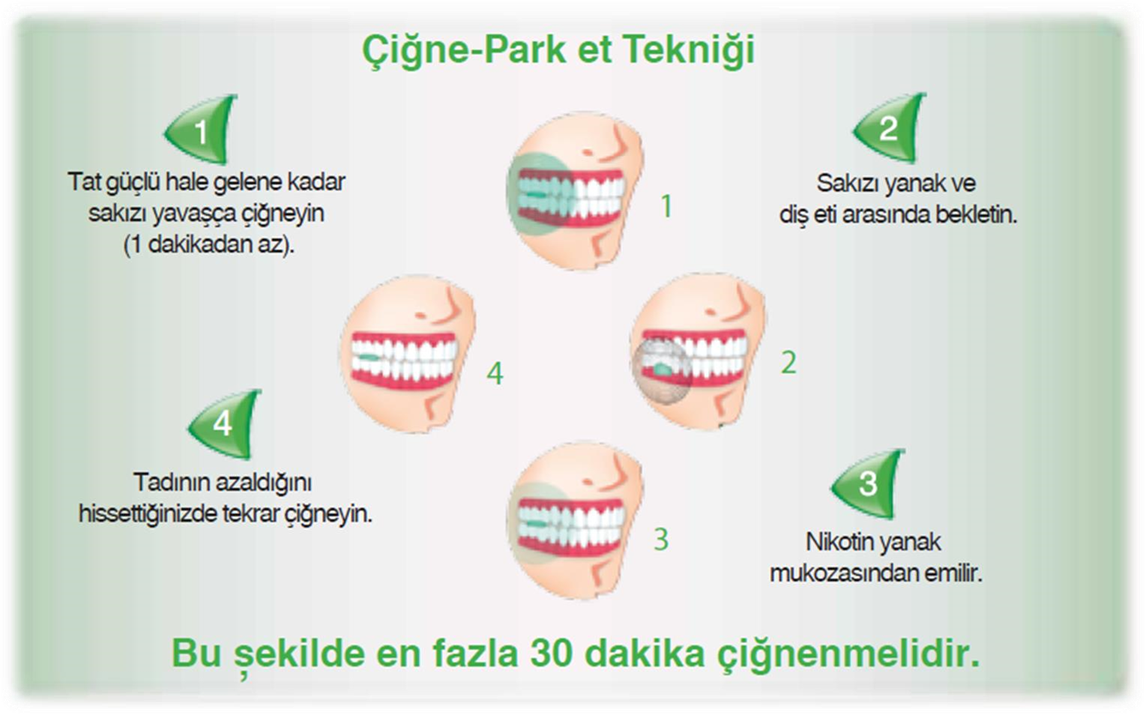 Çiğne-Park et Tekniği
1
Tat güçlü hale gelene kadar
sakızı yavaşça çiğneyin
(1 dakikadan az).
1
2
Sakızı yanak ve
diş eti arasında bekletin.
4
2
4
Tadının azaldığını
hissettiğinizde tekrar çiğneyin.
3
3
Nikotin yanak
mukozasından emilir.
Bu şekilde en fazla 30 dakika çiğnenmelidir.